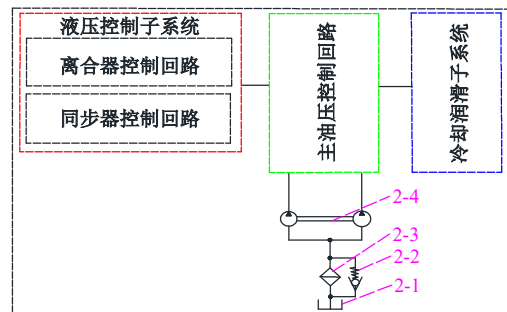 液压控制子系统
离合器控制回路
同步器控制回路
主油压控制回路
冷却润滑子系统
2-4
2-3
2-2
2-1